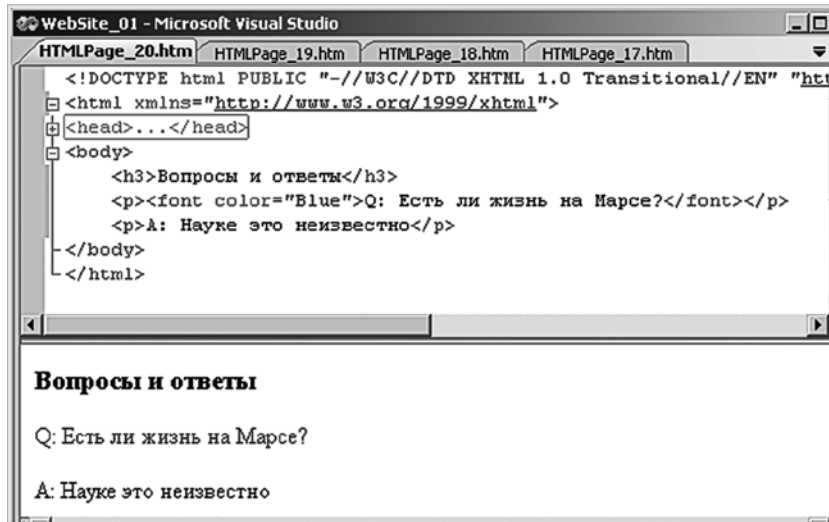 WebSite_01 - Microsoft Visual Studio
HTMLPage_20.htm HTMLPage_19.htm HTMLPage_18.htm HTMLPage_17.htm
<!DOCTYPE html PUBLIC "-//W3C//DTD XHTML 1.0 Transitional//EN" "htt
<html xmlns="http://www.w3.org/1999/xhtml">
<head>...</head>
<body>
<h3>Вопросы и ответы</h3>
<p><font color="Blue">Q: Есть ли жизнь на Марсе?</font></p>
<p>A: Науке это неизвестно</p>
</body>
</html>
Вопросы и ответы
Q: Есть ли жизнь на Марсе?
A: Науке это неизвестно